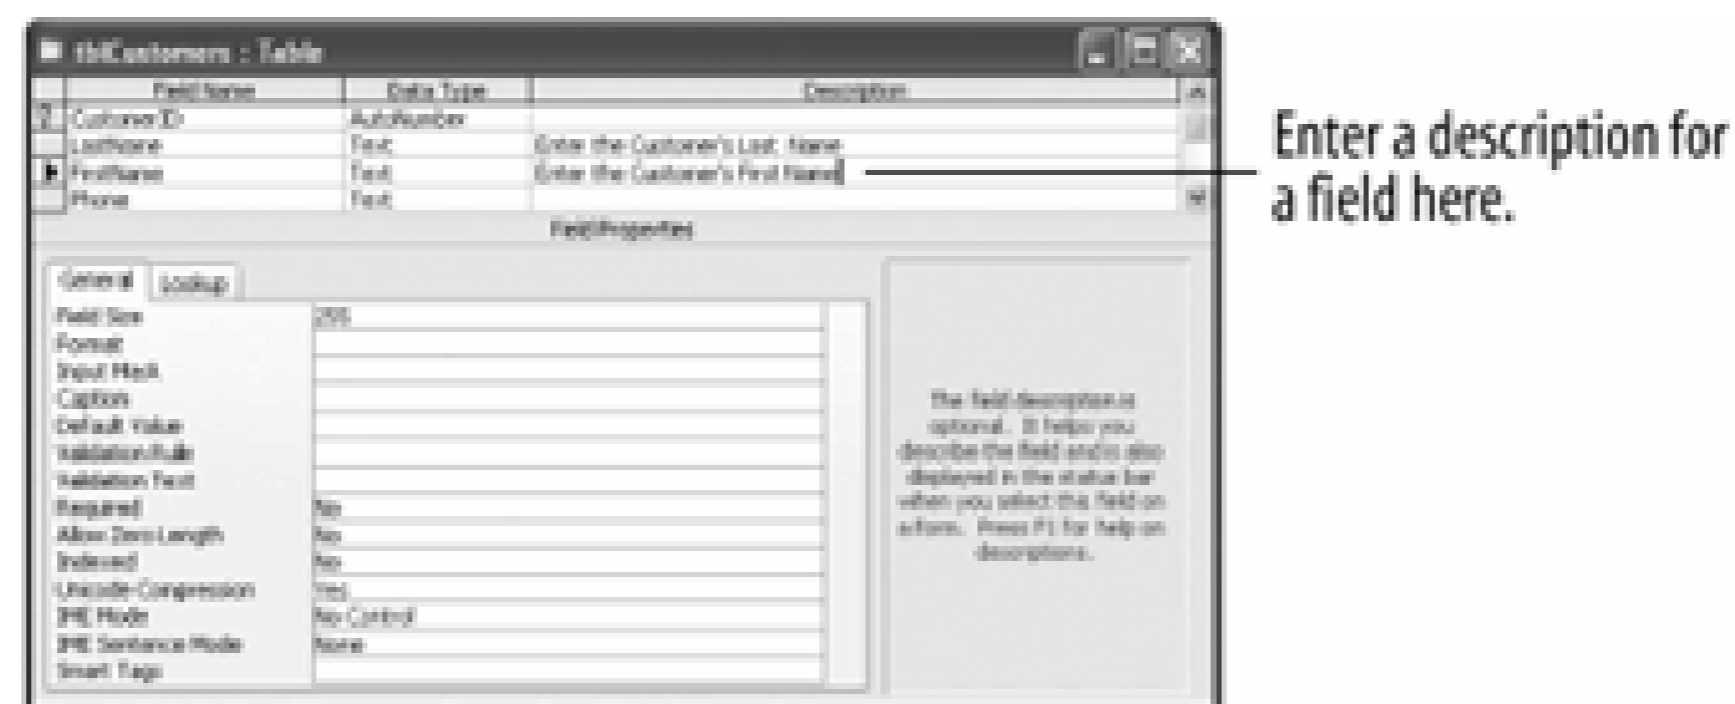 tblCustomers : Table
Field Name Data Type Description
CustomerID AutoNumber
LastName Text Enter the Customer's Last Name
FirstName Text Enter the Customer's First Name
Phone Text
Enter a description for
a field here.
Field Properties
General Lookup
Field Size 255
Format
Input Mask
Caption
Default Value
Validation Rule
Validation Text
Required No
Allow Zero Length No
Indexed No
Unicode Compression Yes
IME Mode No Control
IME Sentence Mode None
Smart Tags
The field description is
optional. It helps you
describe the field and is also
displayed in the status bar
when you select this field on
a form. Press F1 for help on
descriptions.